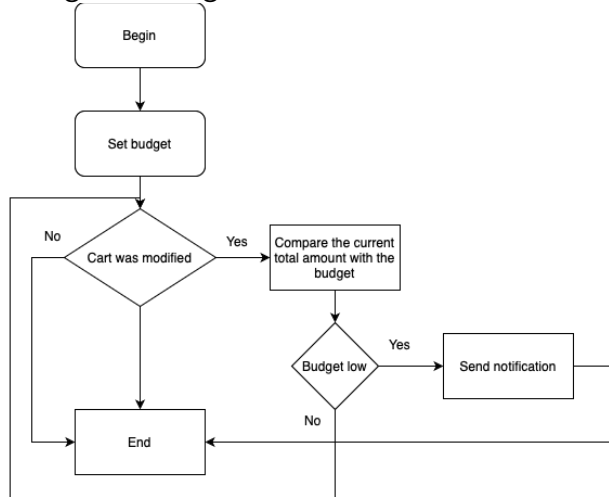 Begin
Set budget
No
Cart was modified
Yes
Compare the current
total amount with the
budget
Budget low
Yes
Send notification
No
End